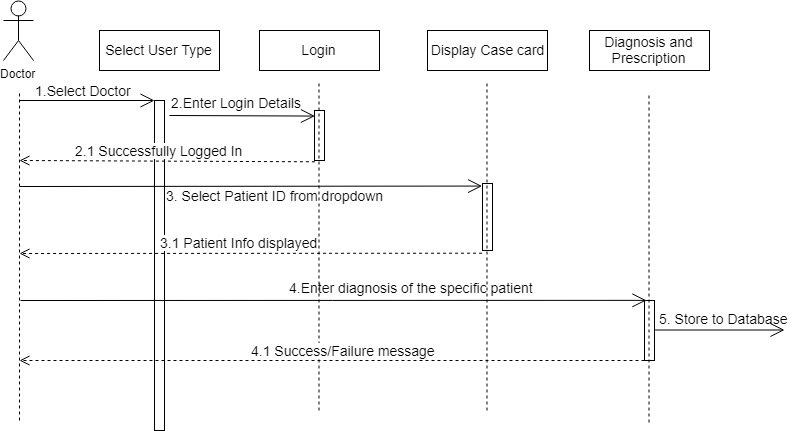 Select User Type
Login
Display Case card
Diagnosis and
Prescription
Doctor
1.Select Doctor
2.Enter Login Details
2.1 Successfully Logged In
3. Select Patient ID from dropdown
3.1 Patient Info displayed
4.Enter diagnosis of the specific patient
5. Store to Database
4.1 Success/Failure message